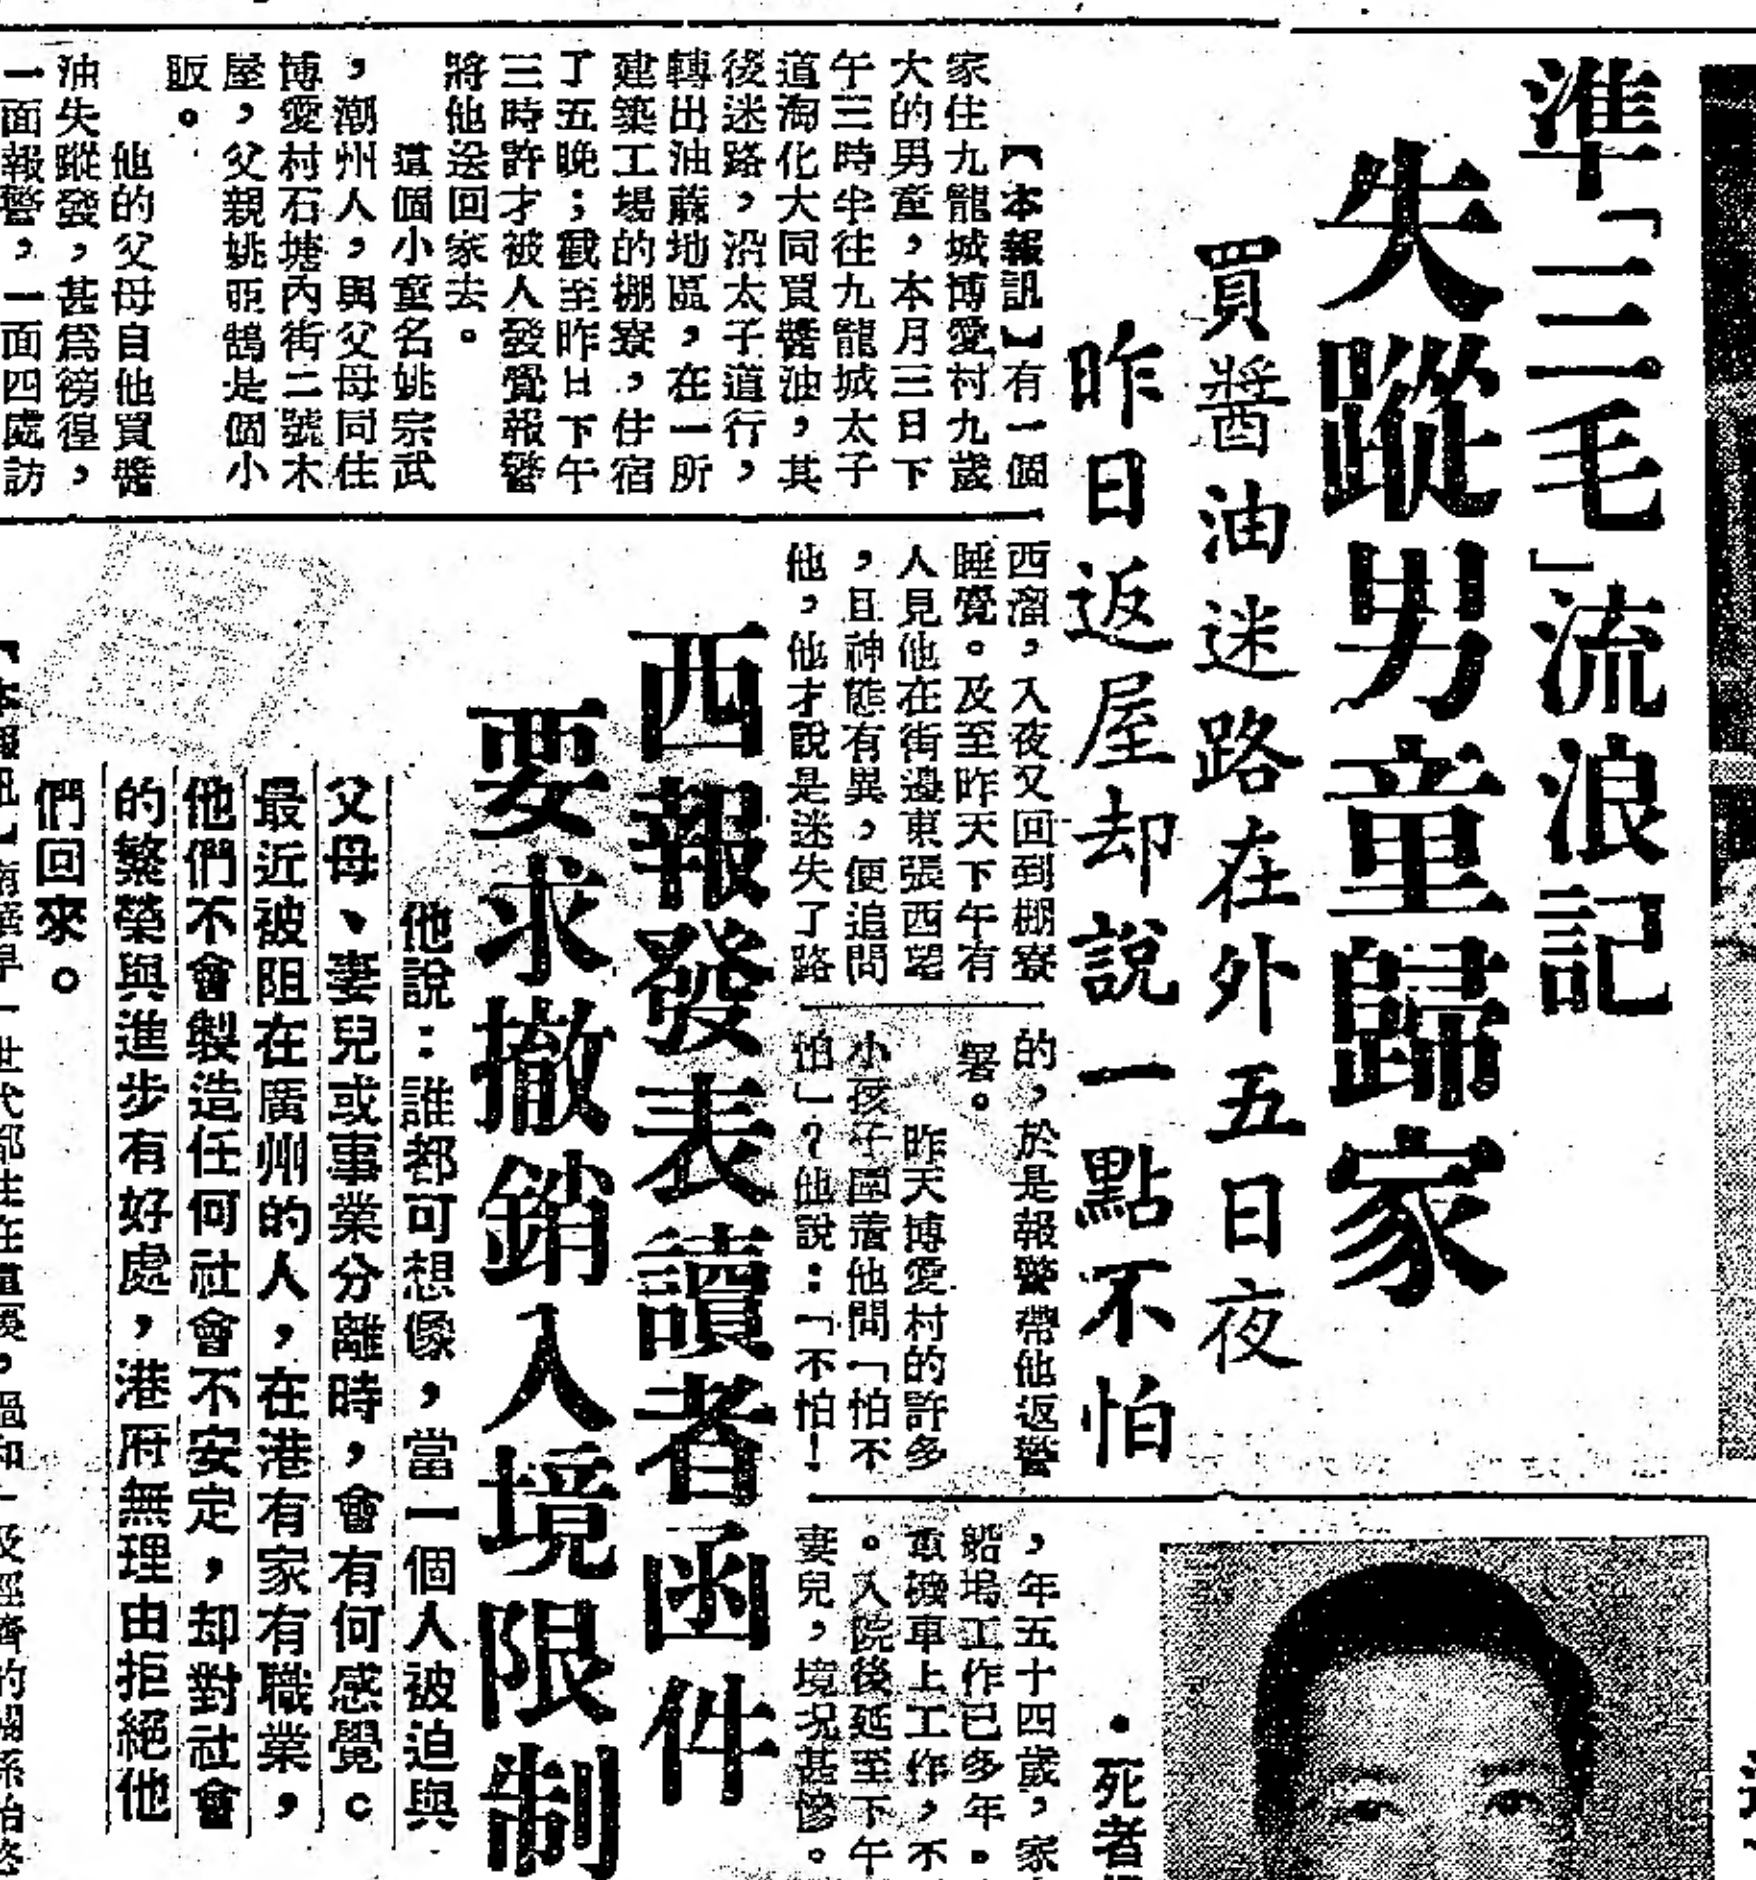 準「三毛」流浪記
失蹤男童歸家
買醬油迷路在外五日夜
昨日返屋却說一點不怕
【本報訊】有一個
家住九龍城博愛村九歲
大的男童，本月三日下
午三時半往九龍城太子
道淘化大同買醬油，其
後迷路，沿太子道行，
轉出油蔴地區，在一所
建築工場的棚寮，住宿
了五晚；截至昨日下午
三時許才被人發覺報警
將他送回家去。
這個小童名姚宗武
，潮州人，與父母同住
博愛村石塘內街二號木
屋，父親姚亞鵠是個小
販。
他的父母自他買醬
油失蹤發，甚爲徬徨，
一面報警，一面四處訪
西溜，入夜又回到棚寮
睡覺。及至昨天下午有
人見他在街邊東張西望
，且神態有異，便追問
他，他才說是迷失了路
的，於是報警帶他返警
署。
昨天博愛村的許多
小孩子圍着他問「怕不
怕」？他說：「不怕！
西報發表讀者函件
要求撤銷入境限制
他說：誰都可想像，當一個人被迫與
父母、妻兒或事業分離時，會有何感覺。
最近被阻在廣州的人，在港有家有職業，
他們不會製造任何社會不安定，却對社會
的繁榮與進步有好處，港府無理由拒絕他
們回來。
，年五十四歲，家
船塢工作已多年。
電機車上工作，不
。入院後延至下午
妻兒，境況甚慘。
・死者